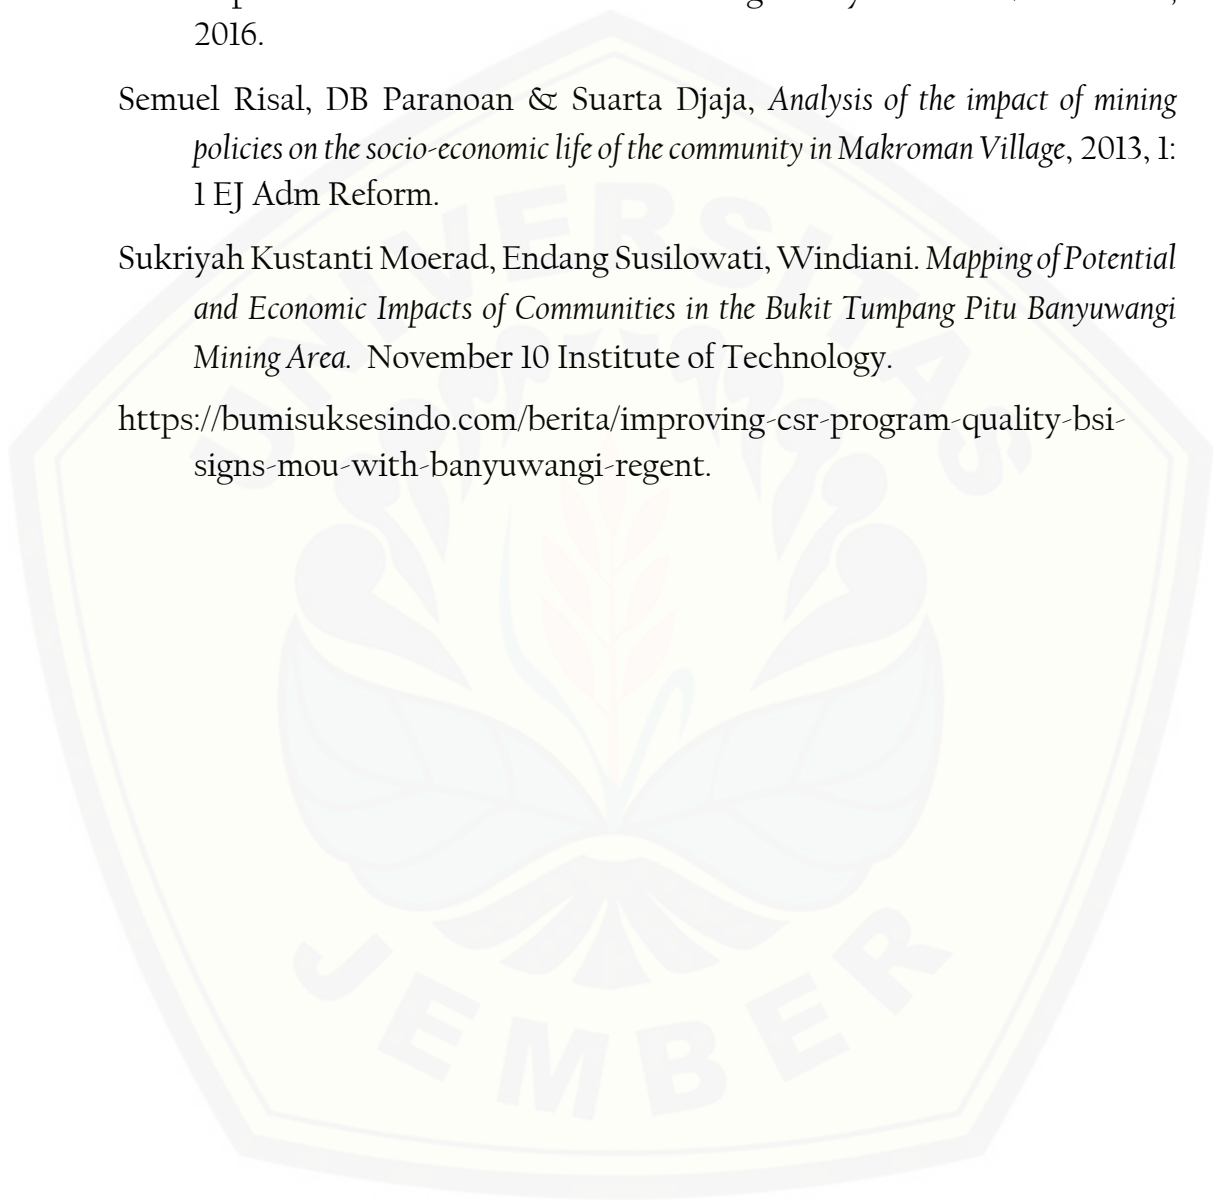 2016.
Semuel Risal, DB Paranoan & Suarta Djaja, Analysis of the impact of mining
policies on the socio-economic life of the community in Makroman Village, 2013, 1:
1 EJ Adm Reform.
Sukriyah Kustanti Moerad, Endang Susilowati, Windiani. Mapping of Potential
and Economic Impacts of Communities in the Bukit Tumpang Pitu Banyuwangi
Mining Area. November 10 Institute of Technology.
https://bumisuksesindo.com/berita/improving-csr-program-quality-bsi-
signs-mou-with-banyuwangi-regent.
UNIVERSITAS
JEMBER